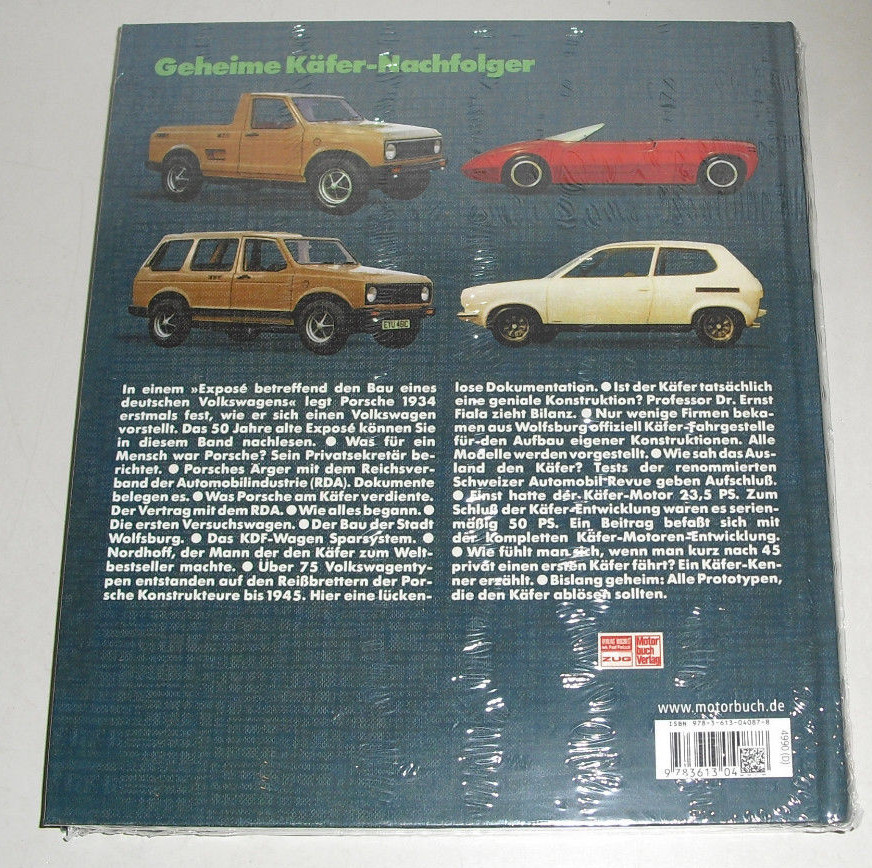 Geheime Käfer-Nachfolger
ETU 461E
In einem »Exposé betreffend den Bau eines
deutschen Volkswagens« legt Porsche 1934
erstmals fest, wie er sich einen Volkswagen
vorstellt. Das 50 Jahre alte Exposé können Sie
in diesem Band nachlesen. ● Was für ein
Mensch war Porsche? Sein Privatsekretär be-
richtet. ● Porsches Ärger mit dem Reichsver-
band der Automobilindustrie (RDA). Dokumente
belegen es. ● Was Porsche am Käfer verdiente.
Der Vertrag mit dem RDA. ● Wie alles begann. ●
Die ersten Versuchswagen. ● Der Bau der Stadt
Wolfsburg. ● Das KDF-Wagen Sparsystem. ●
Nordhoff, der Mann der den Käfer zum Welt-
bestseller machte. ● Über 75 Volkswagenty-
pen entstanden auf den Reißbrettern der Por-
sche Konstrukteure bis 1945. Hier eine lücken-
lose Dokumentation. ● Ist der Käfer tatsächlich
eine geniale Konstruktion? Professor Dr. Ernst
Fiala zieht Bilanz. ● Nur wenige Firmen beka-
men aus Wolfsburg offiziell Käfer-Fahrgestelle
für den Aufbau eigener Konstruktionen. Alle
Modelle werden vorgestellt. ● Wie sah das Aus-
land den Käfer? Tests der renommierten
Schweizer Automobil-Revue geben Aufschluß.
● Einst hatte der Käfer-Motor 23,5 PS. Zum
Schluß der Käfer-Entwicklung waren es serien-
mäßig 50 PS. Ein Beitrag befaßt sich mit
der kompletten Käfer-Motoren-Entwicklung.
● Wie fühlt man sich, wenn man kurz nach 45
privat einen ersten Käfer fährt? Ein Käfer-Ken-
ner erzählt. ● Bislang geheim: Alle Prototypen,
die den Käfer ablösen sollten.
ZUG
Motor
buch
Verlag
www.motorbuch.de
ISBN 978-3-613-04087-8
4990(D)
9 783613 04